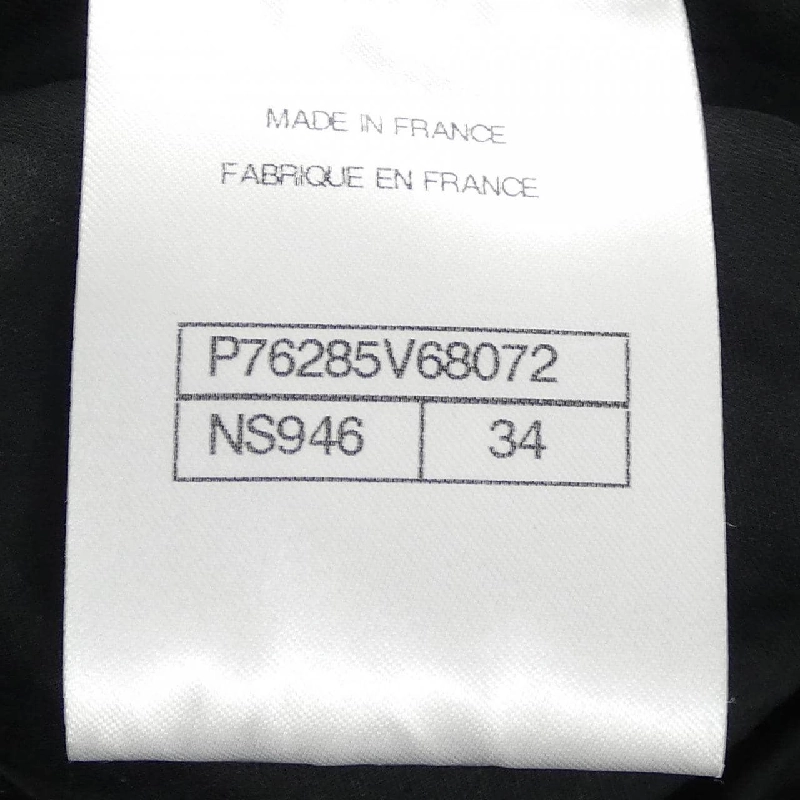 MADE IN FRANCE
FABRIQUE EN FRANCE
P76285V68072
NS946 34